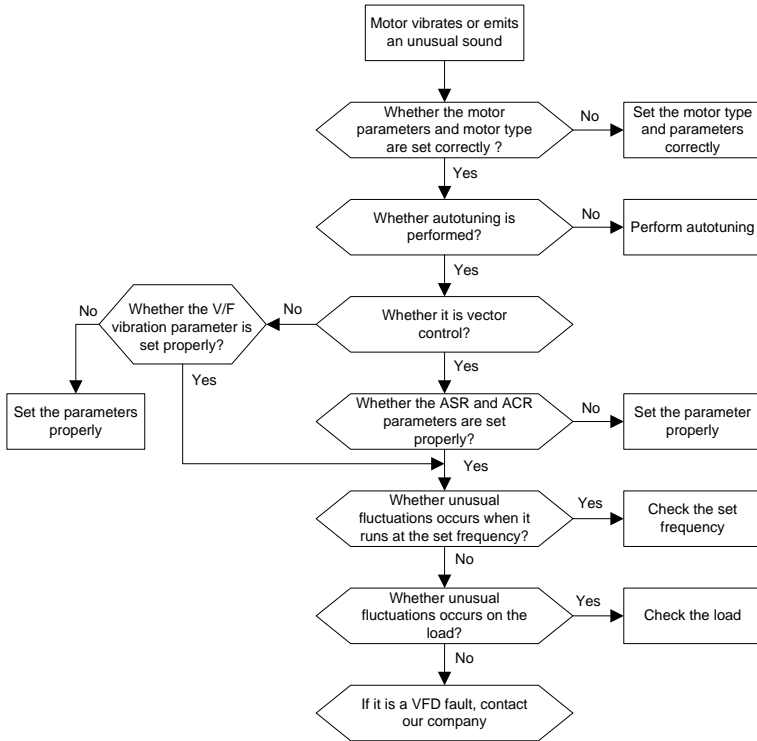 Motor vibrates or emits
an unusual sound
Whether the motor
parameters and motor type
are set correctly ?
No
Set the motor type
and parameters
correctly
Yes
Whether autotuning is
performed?
No
Perform autotuning
Yes
Whether it is vector
control?
No
Whether the V/F
vibration parameter is
set properly?
No
Set the parameters
properly
Yes
Yes
Whether the ASR and ACR
parameters are set
properly?
No
Set the parameter
properly
Yes
Whether unusual
fluctuations occurs when it
runs at the set frequency?
Yes
Check the set
frequency
No
Whether unusual
fluctuations occurs on the
load?
Yes
Check the load
No
If it is a VFD fault, contact
our company